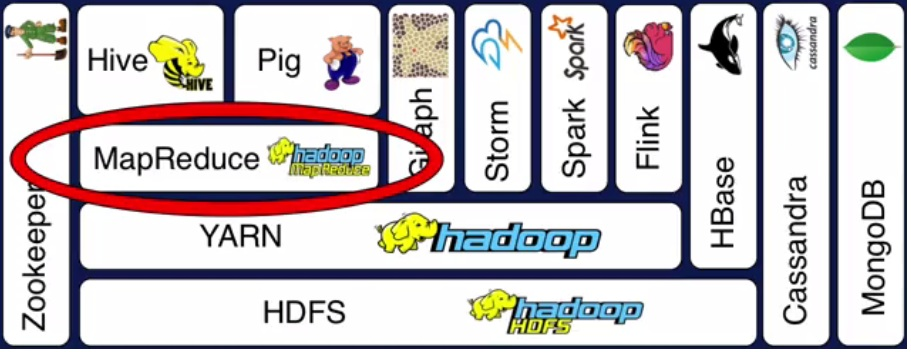 Hive
HIVE
Pig
MapReduce
hadoop
MapReduce
YARN
hadoop
HDFS
hadoop
HDFS
Zookeeper
Giraph
Storm
Spark
Spark
Flink
HBase
cassandra
Cassandra
MongoDB